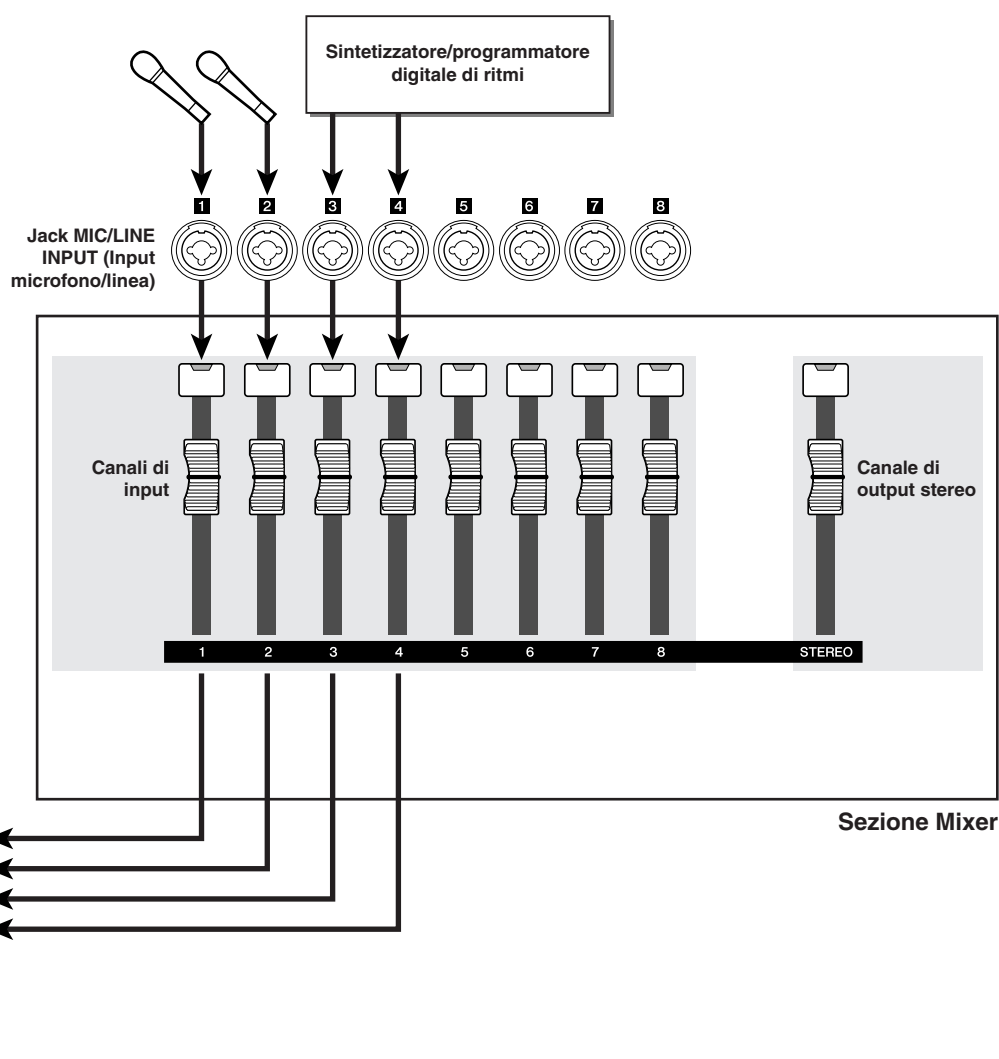 Sintetizzatore/programmatore
digitale di ritmi
1 2 3 4 5 6 7 8
Jack MIC/LINE
INPUT (Input
microfono/linea)
Canali di
input
Canale di
output stereo
1 2 3 4 5 6 7 8 STEREO
Sezione Mixer